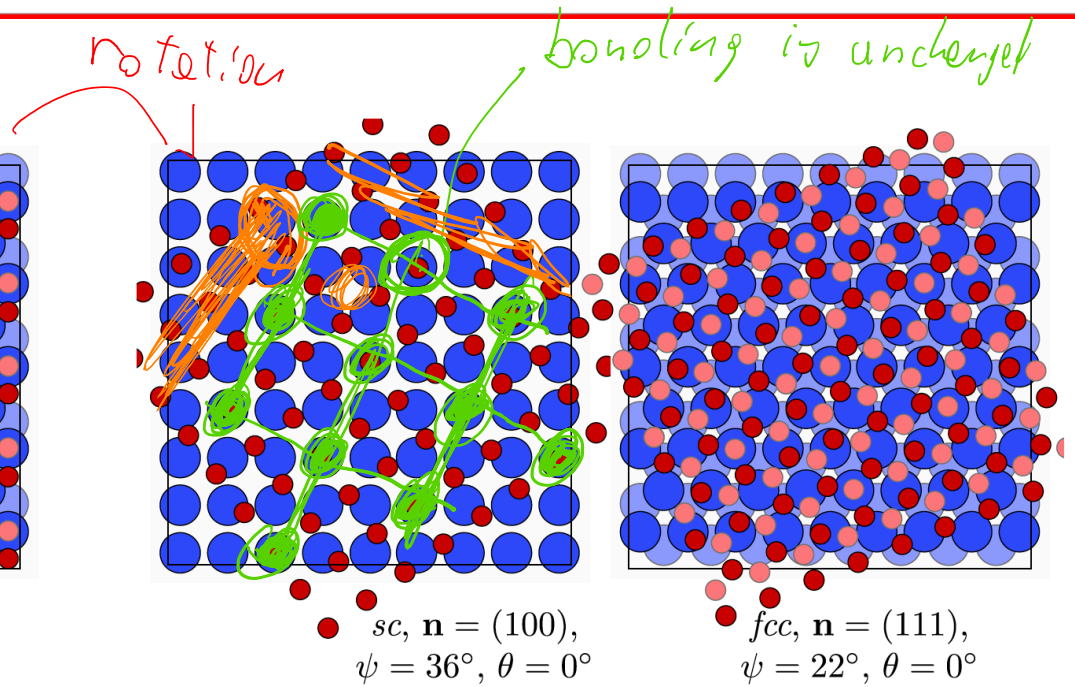 rotation
bonding is unchanged
sc, n = (100),
ψ = 36°, θ = 0°
fcc, n = (111),
ψ = 22°, θ = 0°